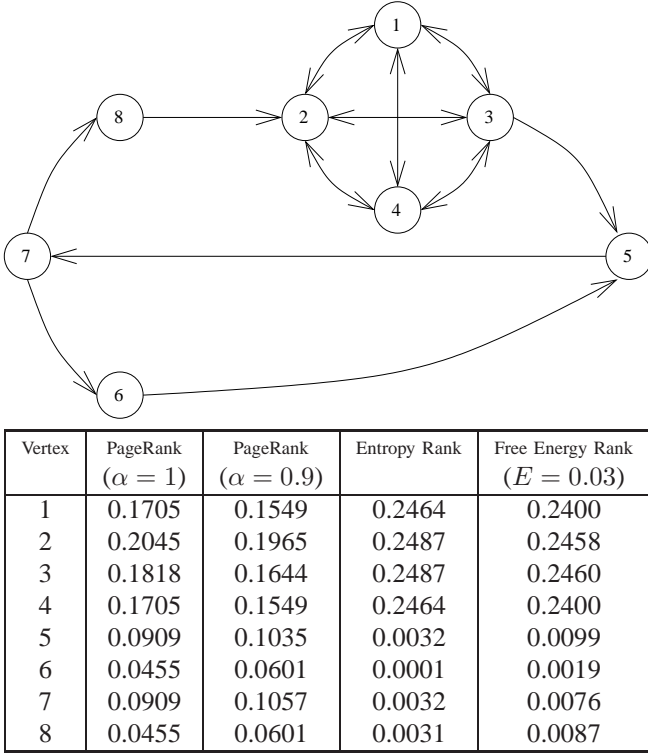 1
8
2
3
4
7
5
6
Vertex PageRank PageRank Entropy Rank Free Energy Rank
(α = 1) (α = 0.9) (E = 0.03)
1 0.1705 0.1549 0.2464 0.2400
2 0.2045 0.1965 0.2487 0.2458
3 0.1818 0.1644 0.2487 0.2460
4 0.1705 0.1549 0.2464 0.2400
5 0.0909 0.1035 0.0032 0.0099
6 0.0455 0.0601 0.0001 0.0019
7 0.0909 0.1057 0.0032 0.0076
8 0.0455 0.0601 0.0031 0.0087